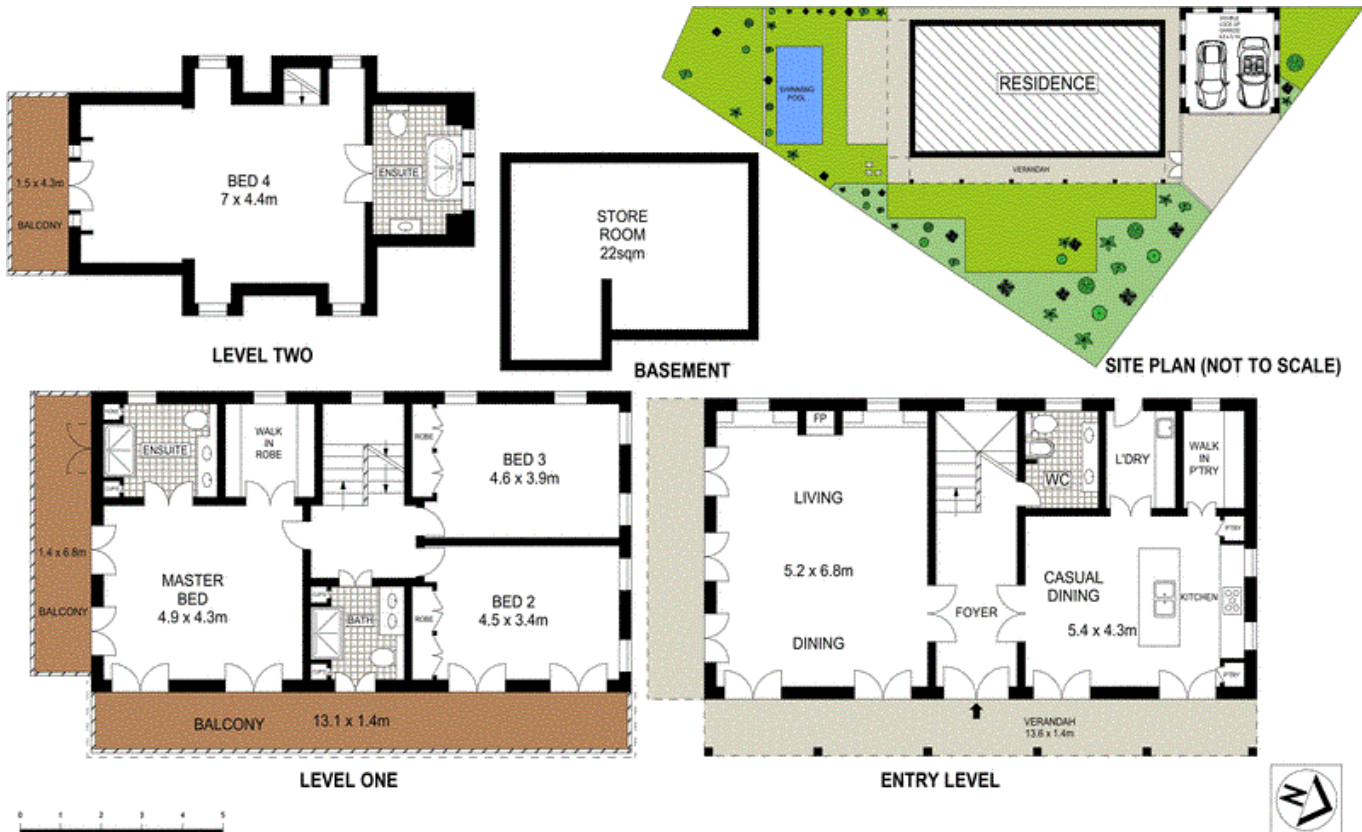 1.5 x 4.3m
BALCONY
BED 4
7 x 4.4m
ENSUITE
LEVEL TWO
STORE
ROOM
22sqm
BASEMENT
SWIMMING
POOL
RESIDENCE
VERANDAH
DOUBLE
LOCK UP
GARAGE
SITE PLAN (NOT TO SCALE)
ENSUITE
WALK
IN
ROBE
ROBE
BED 3
4.6 x 3.9m
1.4 x 6.8m
BALCONY
MASTER
BED
4.9 x 4.3m
BATH
ROBE
BED 2
4.5 x 3.4m
BALCONY 13.1 x 1.4m
LEVEL ONE
FP
LIVING
5.2 x 6.8m
DINING
FOYER
WC
L'DRY
WALK
IN
P'TRY
P'TRY
CASUAL
DINING
KITCHEN
5.4 x 4.3m
P'TRY
VERANDAH
13.6 x 1.4m
ENTRY LEVEL
0 1 2 3 4 5
N